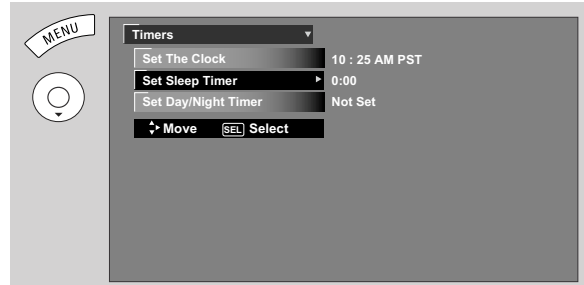 MENU
Timers
Set The Clock 10 : 25 AM PST
Set Sleep Timer 0:00
Set Day/Night Timer Not Set
Move SEL Select